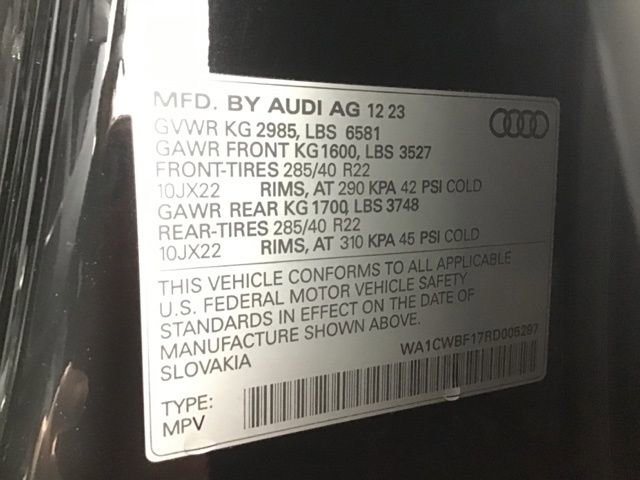 MFD. BY AUDI AG 12 23
GVWR KG 2985, LBS 6581
GAWR FRONT KG1600, LBS 3527
FRONT-TIRES 285/40 R22
10JX22 RIMS, AT 290 KPA 42 PSI COLD
GAWR REAR KG1700, LBS 3748
REAR-TIRES 285/40 R22
10JX22 RIMS, AT 310 KPA 45 PSI COLD
THIS VEHICLE CONFORMS TO ALL APPLICABLE
U.S. FEDERAL MOTOR VEHICLE SAFETY
STANDARDS IN EFFECT ON THE DATE OF
MANUFACTURE SHOWN ABOVE.
SLOVAKIA
TYPE:
MPV